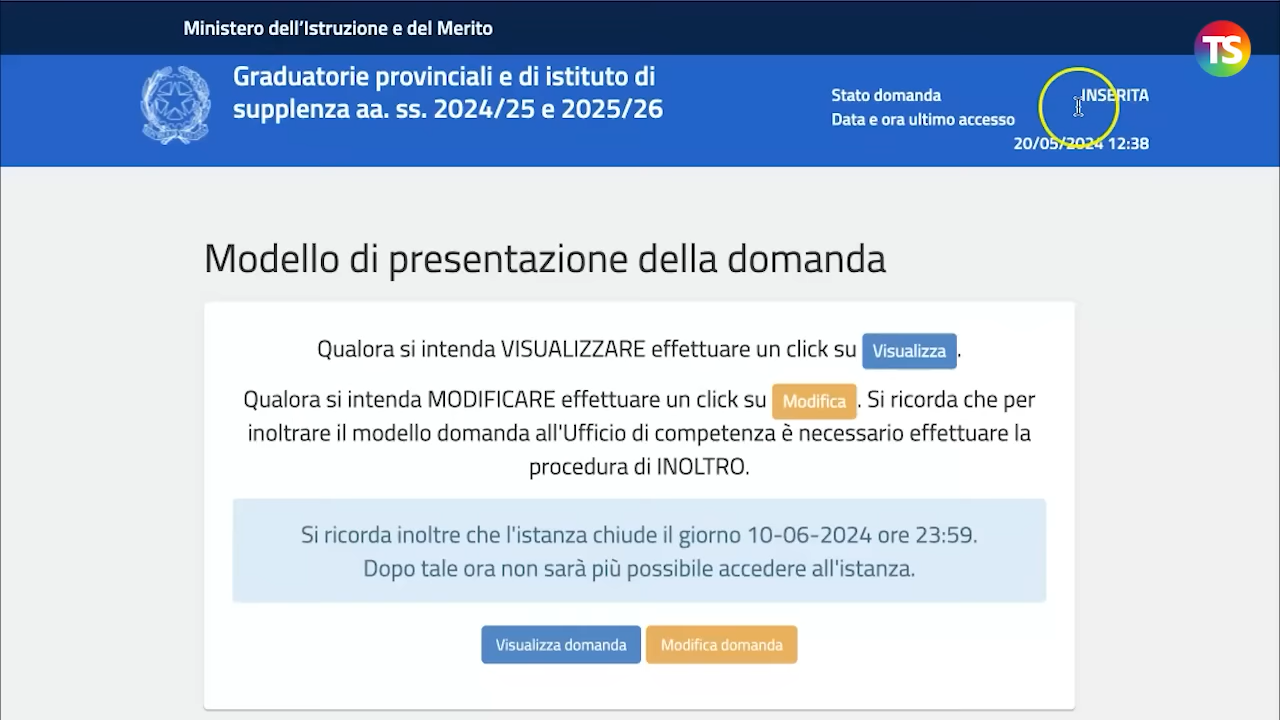 Ministero dell'Istruzione e del Merito
TS
Graduatorie provinciali e di istituto di
supplenza aa. ss. 2024/25 e 2025/26
Stato domanda INSERITA
Data e ora ultimo accesso
20/05/2024 12:38
Modello di presentazione della domanda
Qualora si intenda VISUALIZZARE effettuare un click su Visualizza.
Qualora si intenda MODIFICARE effettuare un click su Modifica. Si ricorda che per
inoltrare il modello domanda all'Ufficio di competenza è necessario effettuare la
procedura di INOLTRO.
Si ricorda inoltre che l'istanza chiude il giorno 10-06-2024 ore 23:59.
Dopo tale ora non sarà più possibile accedere all'istanza.
Visualizza domanda Modifica domanda